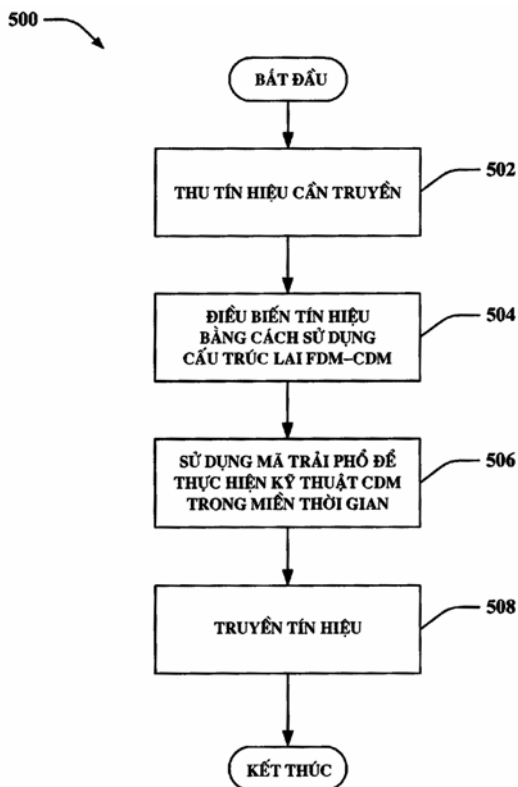 500
BẮT ĐẦU
THU TÍN HIỆU CẦN TRUYỀN
502
ĐIỀU BIẾN TÍN HIỆU
BẰNG CÁCH SỬ DỤNG
CẤU TRÚC LAI FDM–CDM
504
SỬ DỤNG MÃ TRẢI PHỔ ĐỂ
THỰC HIỆN KỸ THUẬT CDM
TRONG MIỀN THỜI GIAN
506
TRUYỀN TÍN HIỆU
508
KẾT THÚC